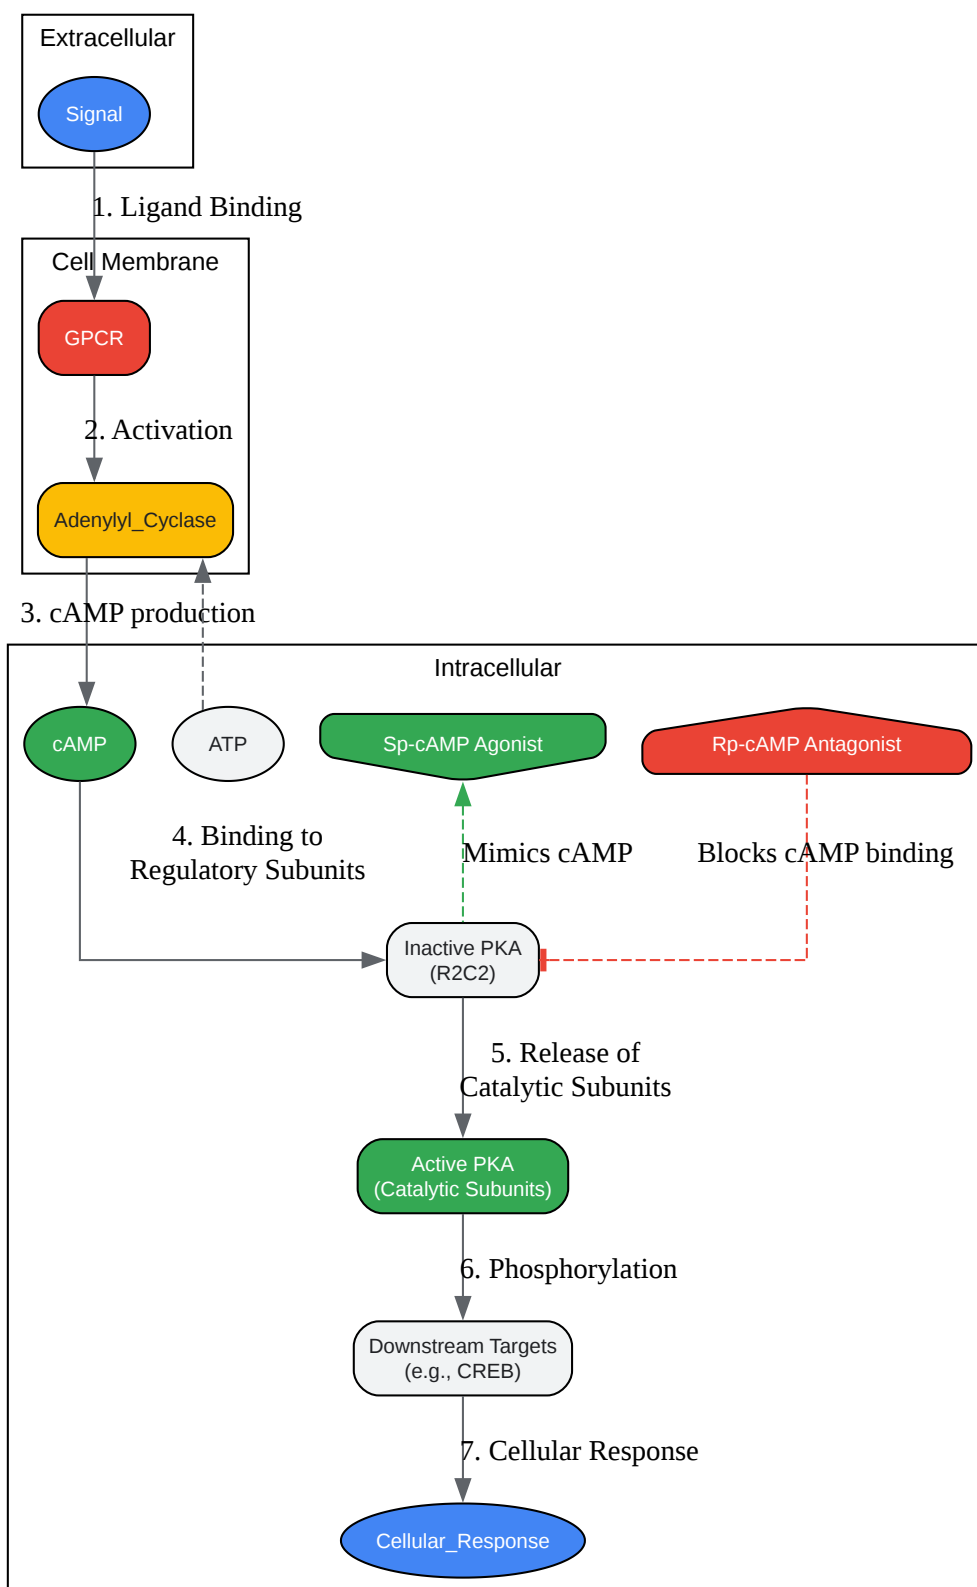 Extracellular
Signal
1. Ligand Binding
Cell Membrane
GPCR
2. Activation
Adenylyl_Cyclase
3. cAMP production
Intracellular
cAMP
ATP
Sp-cAMP Agonist
Rp-cAMP Antagonist
4. Binding to
Regulatory Subunits
Mimics cAMP
Blocks cAMP binding
Inactive PKA
(R2C2)
5. Release of
Catalytic Subunits
Active PKA
(Catalytic Subunits)
6. Phosphorylation
Downstream Targets
(e.g., CREB)
7. Cellular Response
Cellular_Response